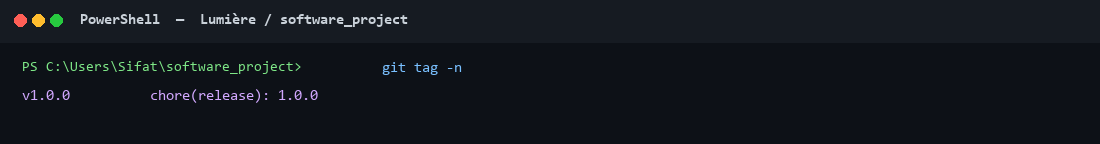 PowerShell — Lumière / software_project
PS C:\Users\Sifat\software_project> git tag -n
v1.0.0 chore(release): 1.0.0